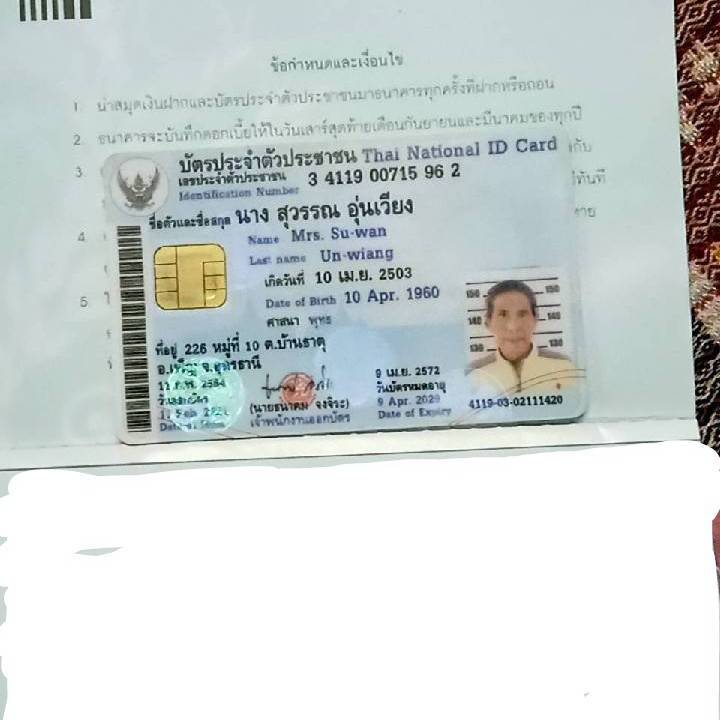 ข้อกำหนดและเงื่อนไข
1. นำสมุดเงินฝากและบัตรประจำตัวประชาชนมาธนาคารทุกครั้งที่ฝากหรือถอน
2. ธนาคารจะบันทึกดอกเบี้ยให้ในวันเสาร์สุดท้ายเดือนกันยายนและมีนาคมของทุกปี
3.
บัตรประจำตัวประชาชน Thai National ID Card
เลขประจำตัวประชาชน 3 4119 00715 96 2
Identification Number
ชื่อตัวและชื่อสกุล นาง สุวรรณ อุ่นเวียง
4.
Name Mrs. Su-wan
Last name Un-wiang
เกิดวันที่ 10 เม.ย. 2503
5.
Date of Birth 10 Apr. 1960
ศาสนา พุทธ
150 150
140 140
130 130
ที่อยู่ 226 หมู่ที่ 10 ต.บ้านธาตุ
อ.เพ็ญ จ.อุดรธานี
11 ก.พ. 2564
วันออกบัตร
11 Feb. 2021
Date of Issue
(นายธนาคม จงจิระ)
เจ้าพนักงานออกบัตร
9 เม.ย. 2572
วันบัตรหมดอายุ
9 Apr. 2029
Date of Expiry
4119-03-02111420